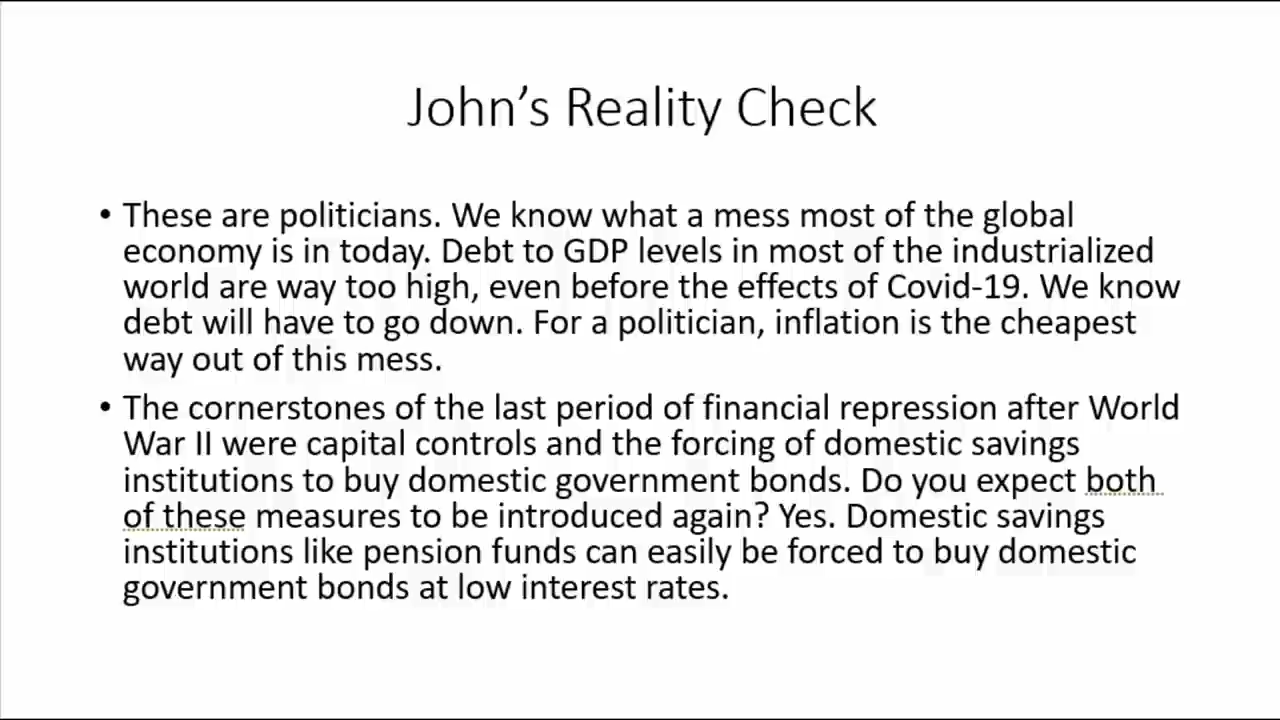 John’s Reality Check
• These are politicians. We know what a mess most of the global
economy is in today. Debt to GDP levels in most of the industrialized
world are way too high, even before the effects of Covid-19. We know
debt will have to go down. For a politician, inflation is the cheapest
way out of this mess.
• The cornerstones of the last period of financial repression after World
War II were capital controls and the forcing of domestic savings
institutions to buy domestic government bonds. Do you expect both
of these measures to be introduced again? Yes. Domestic savings
institutions like pension funds can easily be forced to buy domestic
government bonds at low interest rates.